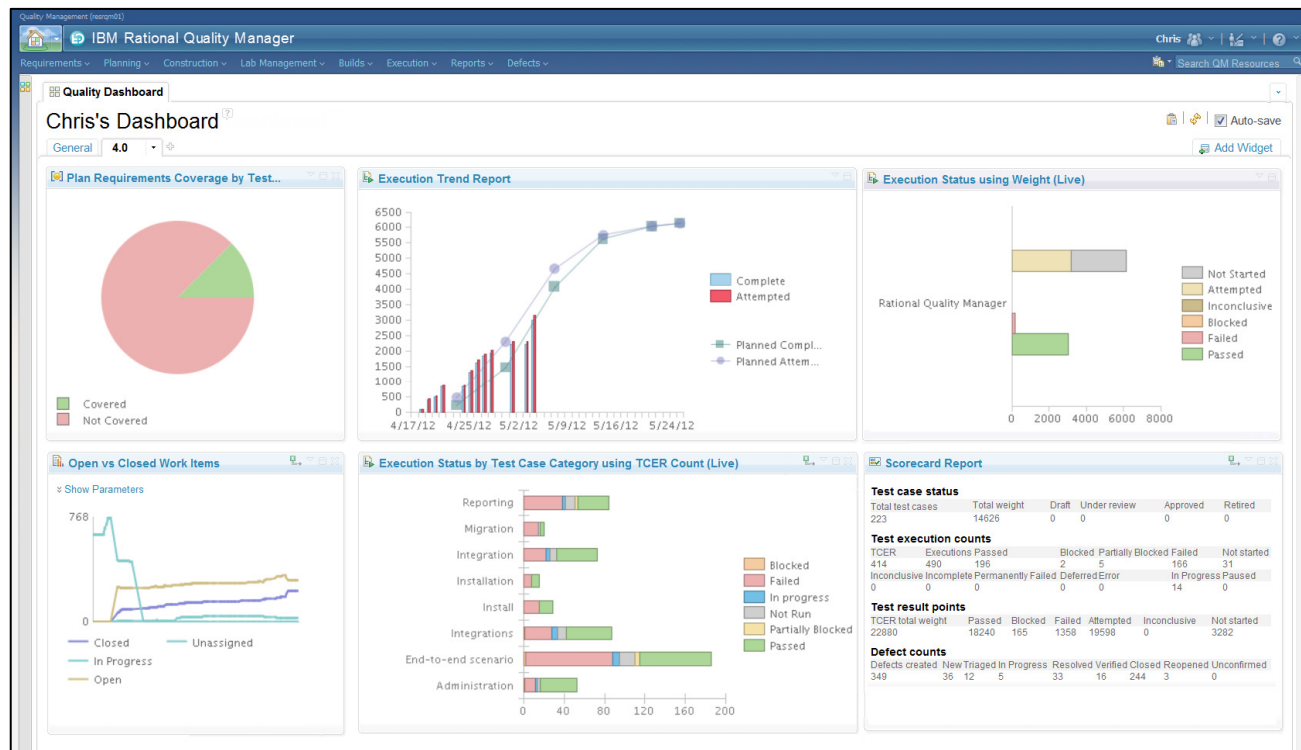 Quality Management (resrqm01)
IBM Rational Quality Manager
Chris
Requirements Planning Construction Lab Management Builds Execution Reports Defects
Search QM Resources
Quality Dashboard
Chris's Dashboard ?
Auto-save
General 4.0
Add Widget
Plan Requirements Coverage by Test...
Covered
Not Covered
Execution Trend Report
6500
6000
5500
5000
4500
4000
3500
3000
2500
2000
1500
1000
500
0
4/17/12 4/25/12 5/2/12 5/9/12 5/16/12 5/24/12
Complete
Attempted
Planned Compl...
Planned Attem...
Execution Status using Weight (Live)
Rational Quality Manager
0 2000 4000 6000 8000
Not Started
Attempted
Inconclusive
Blocked
Failed
Passed
Open vs Closed Work Items
Show Parameters
768
0
Closed Unassigned
In Progress
Open
Execution Status by Test Case Category using TCER Count (Live)
Reporting
Migration
Integration
Installation
Install
Integrations
End-to-end scenario
Administration
0 40 80 120 160 200
Blocked
Failed
In progress
Not Run
Partially Blocked
Passed
Scorecard Report
Test case status
Total test cases Total weight Draft Under review Approved Retired
223 14626 0 0 0 0
Test execution counts
TCER Executions Passed Blocked Partially Blocked Failed Not started
414 490 196 2 5 166 31
Inconclusive Incomplete Permanently Failed Deferred Error In Progress Paused
0 0 0 0 0 14 0
Test result points
TCER total weight Passed Blocked Failed Attempted Inconclusive Not started
22880 18240 165 1358 19598 0 3282
Defect counts
Defects created New Triaged In Progress Resolved Verified Closed Reopened Unconfirmed
349 36 12 5 33 16 244 3 0